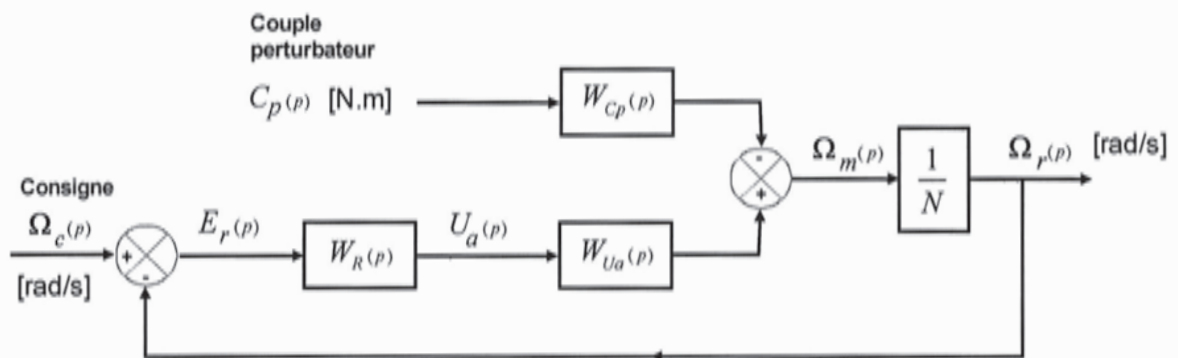 Couple
perturbateur
C_p(p) [N.m]
W_Cp(p)
-
+
Ω_m(p)
1
N
Ω_r(p) [rad/s]
Consigne
Ω_c(p)
[rad/s]
+
-
E_r(p)
W_R(p)
U_a(p)
W_Ua(p)